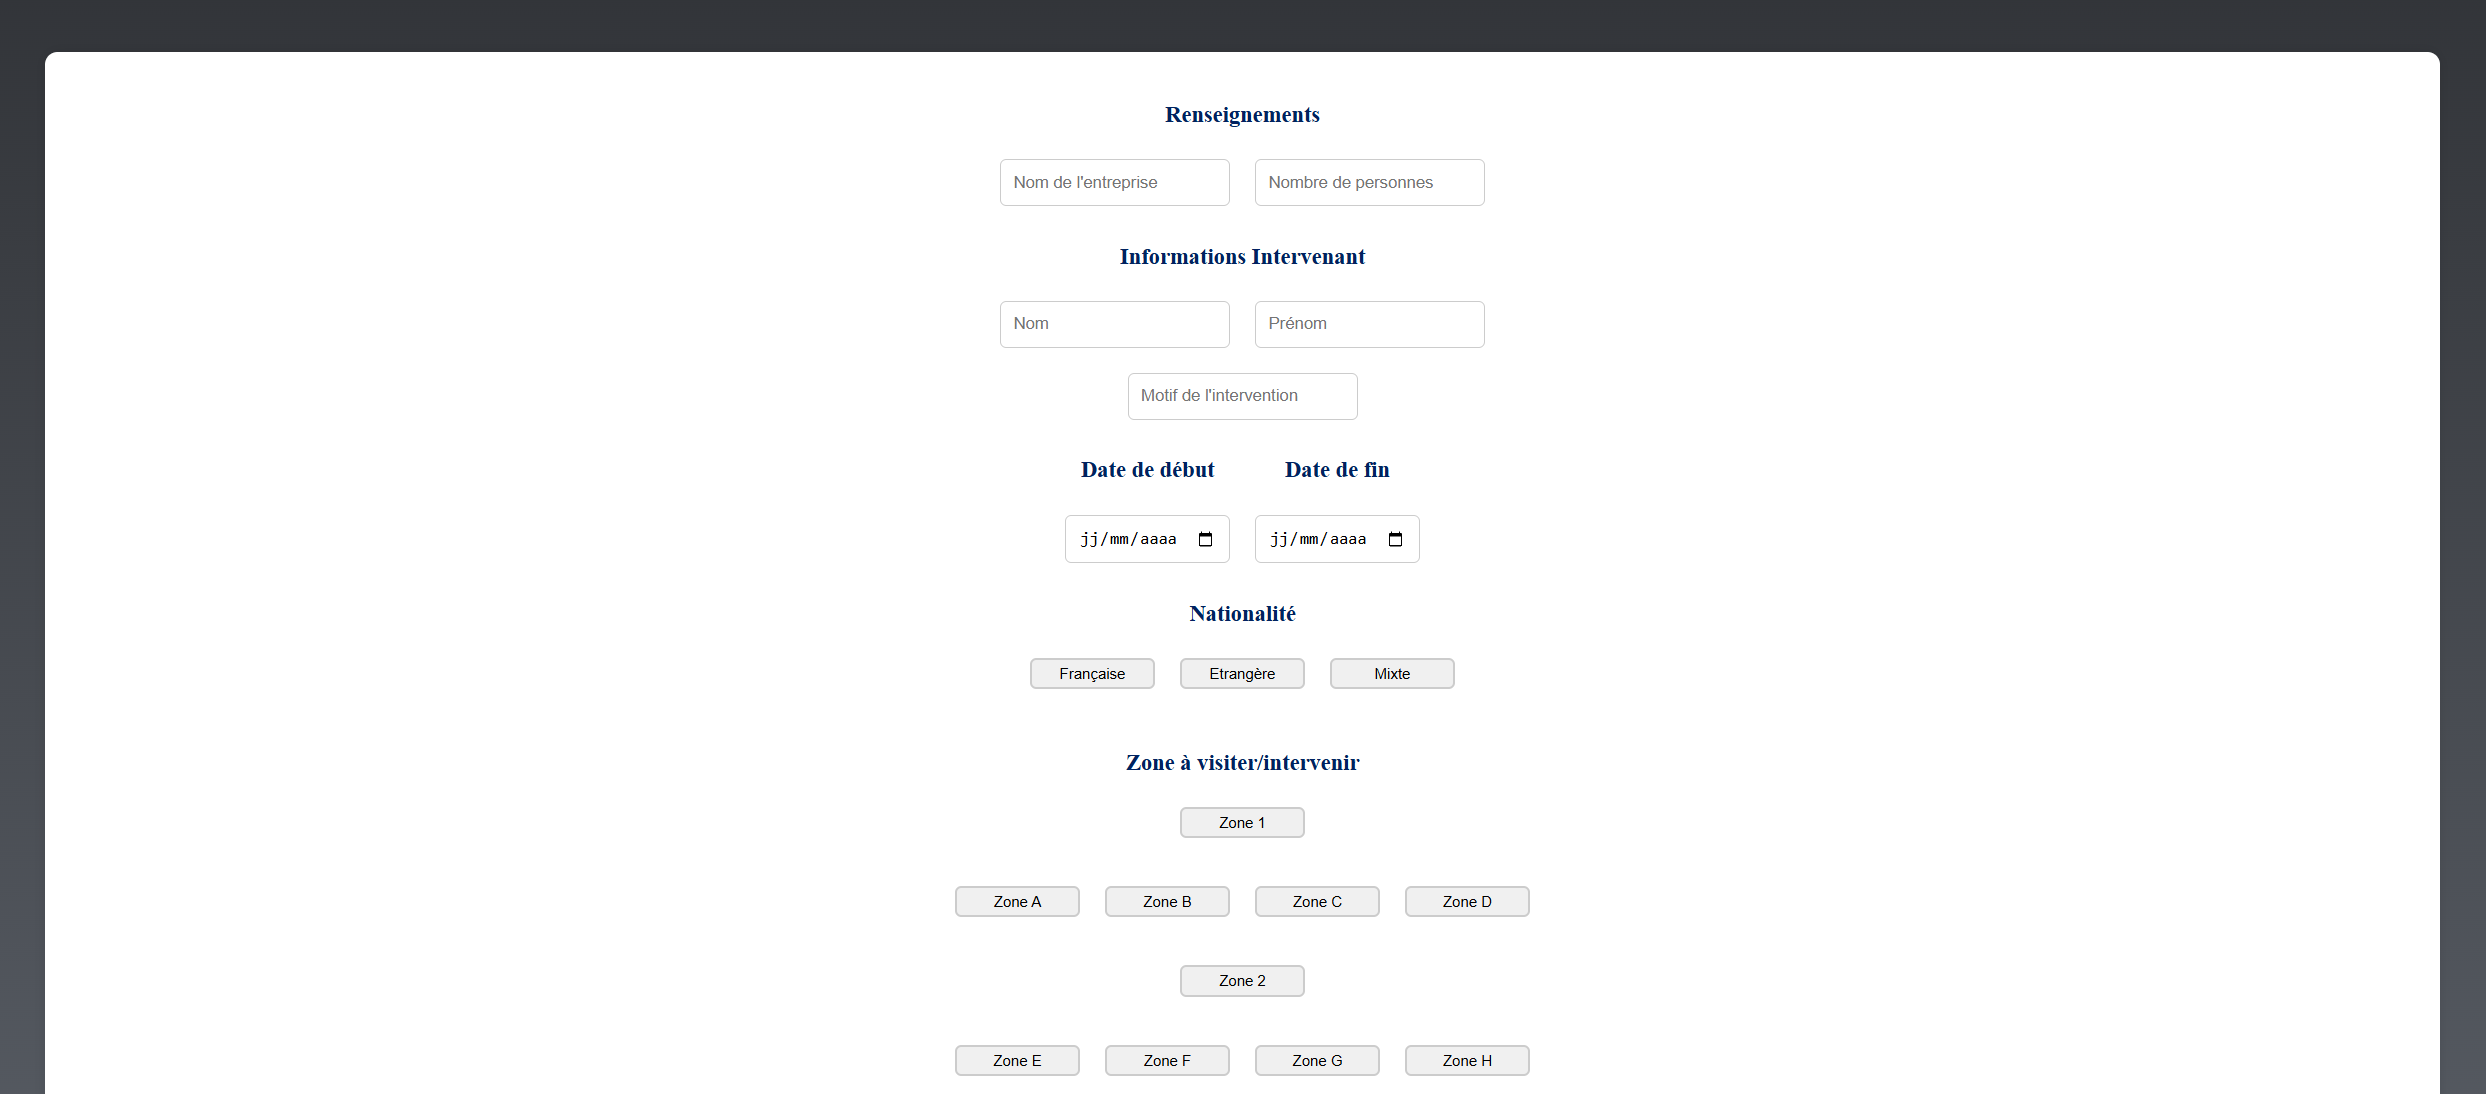 Renseignements
Nom de l'entreprise Nombre de personnes
Informations Intervenant
Nom Prénom
Motif de l'intervention
Date de début Date de fin
jj/mm/aaaa jj/mm/aaaa
Nationalité
Française Etrangère Mixte
Zone à visiter/intervenir
Zone 1
Zone A Zone B Zone C Zone D
Zone 2
Zone E Zone F Zone G Zone H